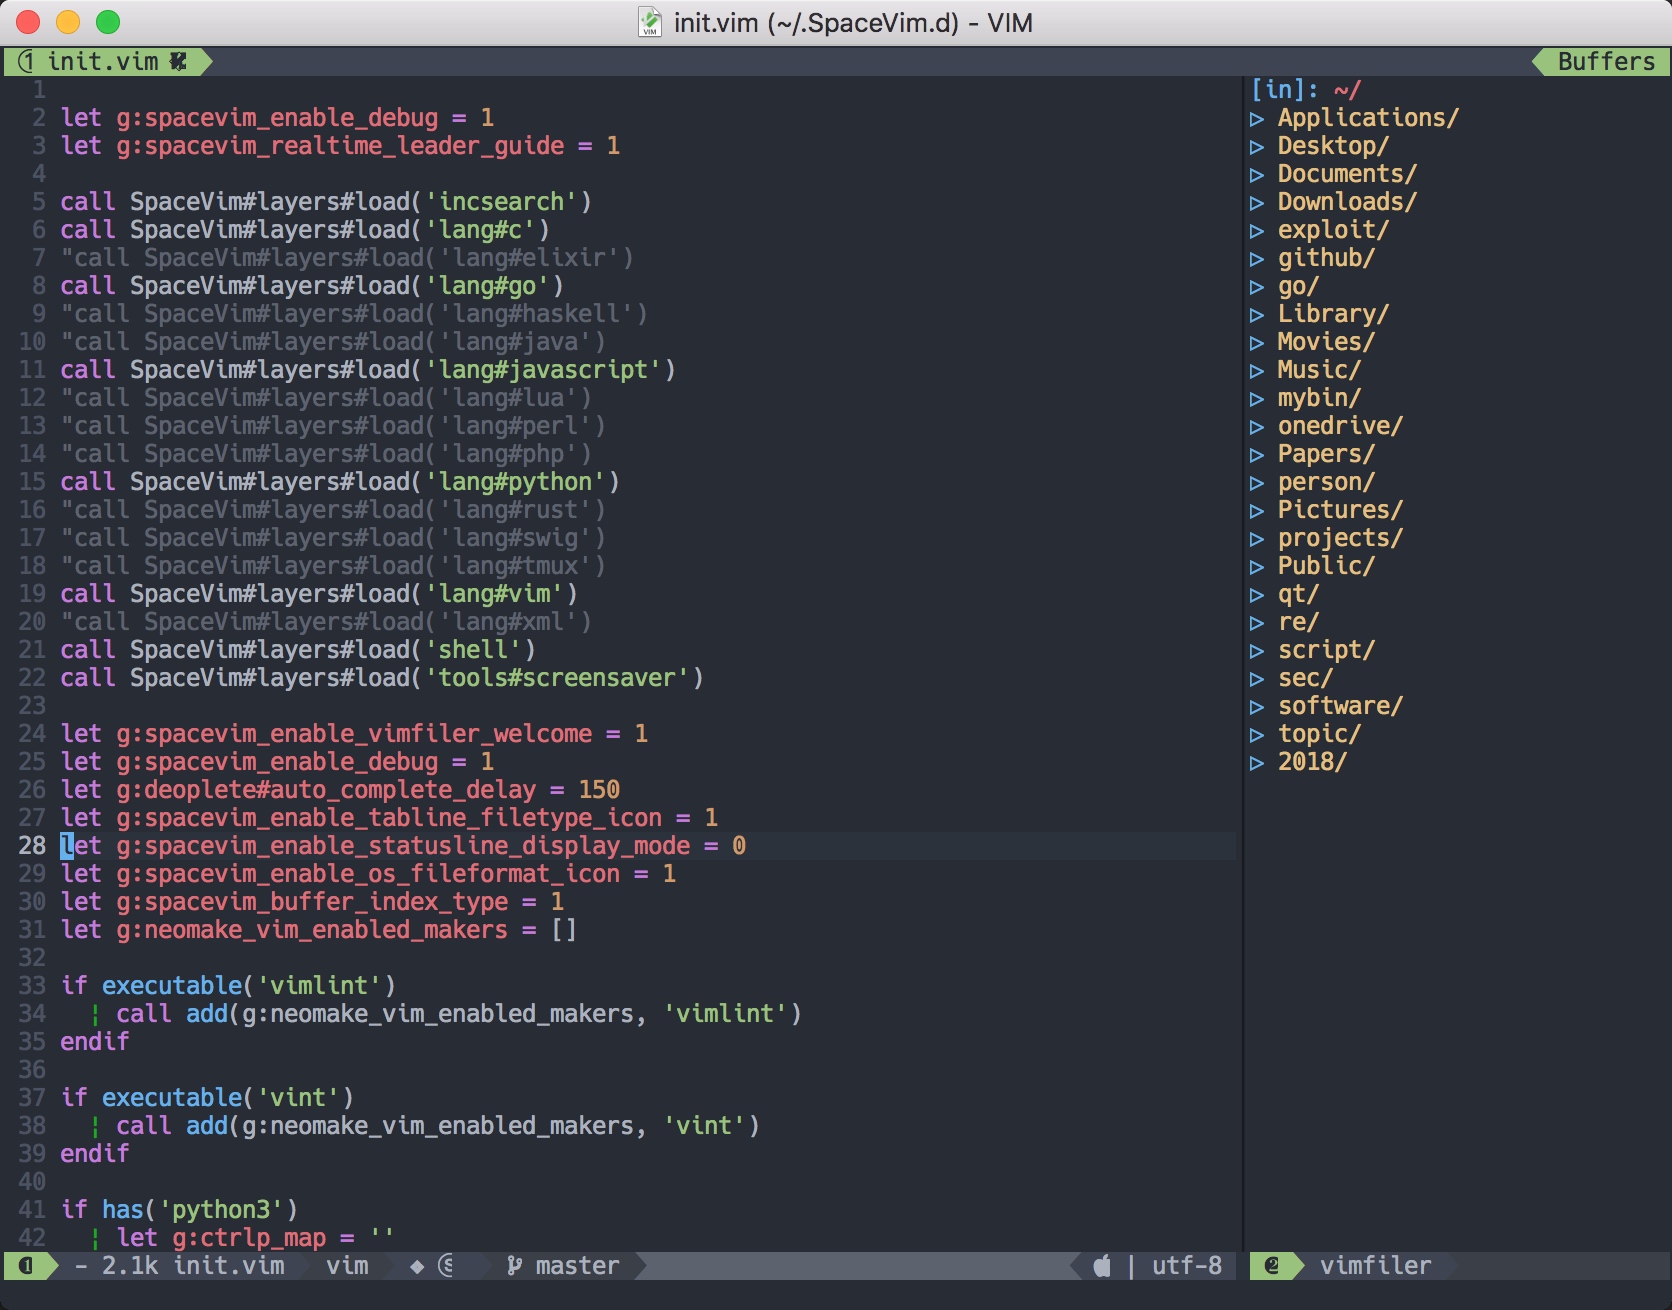 init.vim (~/.SpaceVim.d) - VIM
1 init.vim
Buffers
1
2 let g:spacevim_enable_debug = 1
3 let g:spacevim_realtime_leader_guide = 1
4
5 call SpaceVim#layers#load('incsearch')
6 call SpaceVim#layers#load('lang#c')
7 "call SpaceVim#layers#load('lang#elixir')
8 call SpaceVim#layers#load('lang#go')
9 "call SpaceVim#layers#load('lang#haskell')
10 "call SpaceVim#layers#load('lang#java')
11 call SpaceVim#layers#load('lang#javascript')
12 "call SpaceVim#layers#load('lang#lua')
13 "call SpaceVim#layers#load('lang#perl')
14 "call SpaceVim#layers#load('lang#php')
15 call SpaceVim#layers#load('lang#python')
16 "call SpaceVim#layers#load('lang#rust')
17 "call SpaceVim#layers#load('lang#swig')
18 "call SpaceVim#layers#load('lang#tmux')
19 call SpaceVim#layers#load('lang#vim')
20 "call SpaceVim#layers#load('lang#xml')
21 call SpaceVim#layers#load('shell')
22 call SpaceVim#layers#load('tools#screensaver')
23
24 let g:spacevim_enable_vimfiler_welcome = 1
25 let g:spacevim_enable_debug = 1
26 let g:deoplete#auto_complete_delay = 150
27 let g:spacevim_enable_tabline_filetype_icon = 1
28 let g:spacevim_enable_statusline_display_mode = 0
29 let g:spacevim_enable_os_fileformat_icon = 1
30 let g:spacevim_buffer_index_type = 1
31 let g:neomake_vim_enabled_makers = []
32
33 if executable('vimlint')
34   ¦ call add(g:neomake_vim_enabled_makers, 'vimlint')
35 endif
36
37 if executable('vint')
38   ¦ call add(g:neomake_vim_enabled_makers, 'vint')
39 endif
40
41 if has('python3')
42   ¦ let g:ctrlp_map = ''
[in]: ~/
▷ Applications/
▷ Desktop/
▷ Documents/
▷ Downloads/
▷ exploit/
▷ github/
▷ go/
▷ Library/
▷ Movies/
▷ Music/
▷ mybin/
▷ onedrive/
▷ Papers/
▷ person/
▷ Pictures/
▷ projects/
▷ Public/
▷ qt/
▷ re/
▷ script/
▷ sec/
▷ software/
▷ topic/
▷ 2018/
❶ - 2.1k init.vim vim ◆ Ⓢ master | utf-8
❷ vimfiler